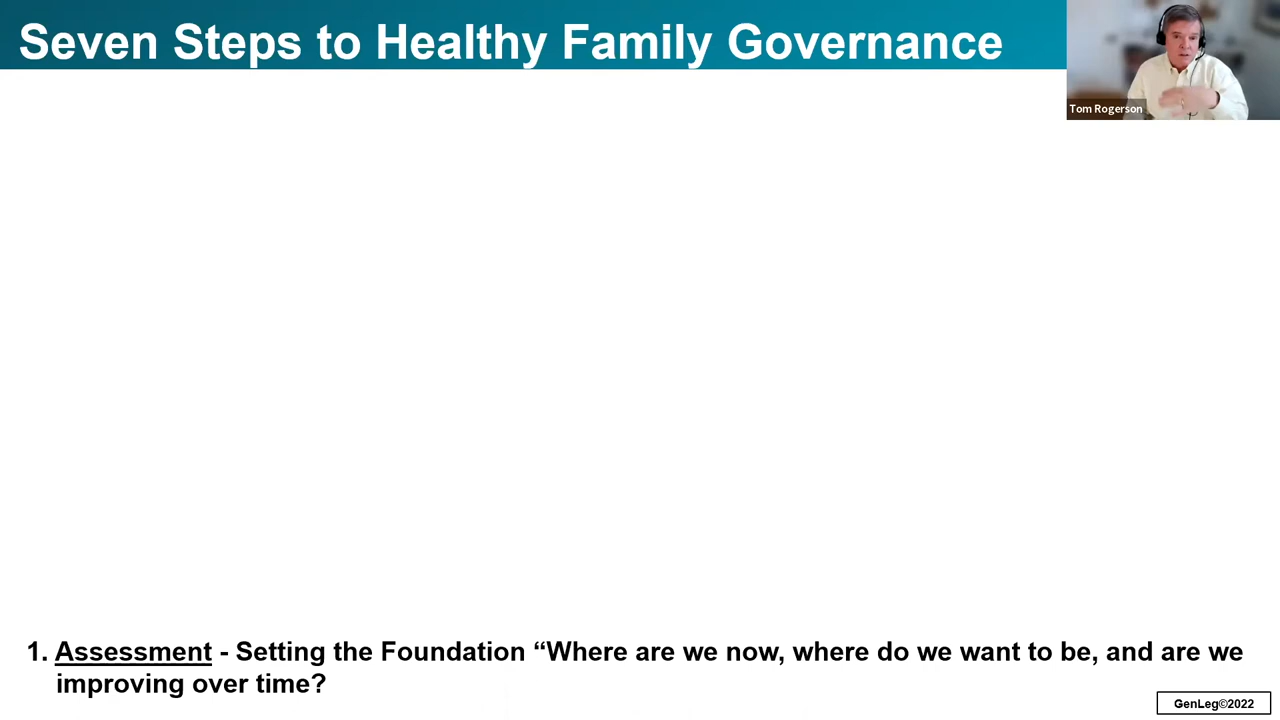 Seven Steps to Healthy Family Governance
Tom Rogerson
1. Assessment - Setting the Foundation “Where are we now, where do we want to be, and are we
improving over time?
GenLeg©2022